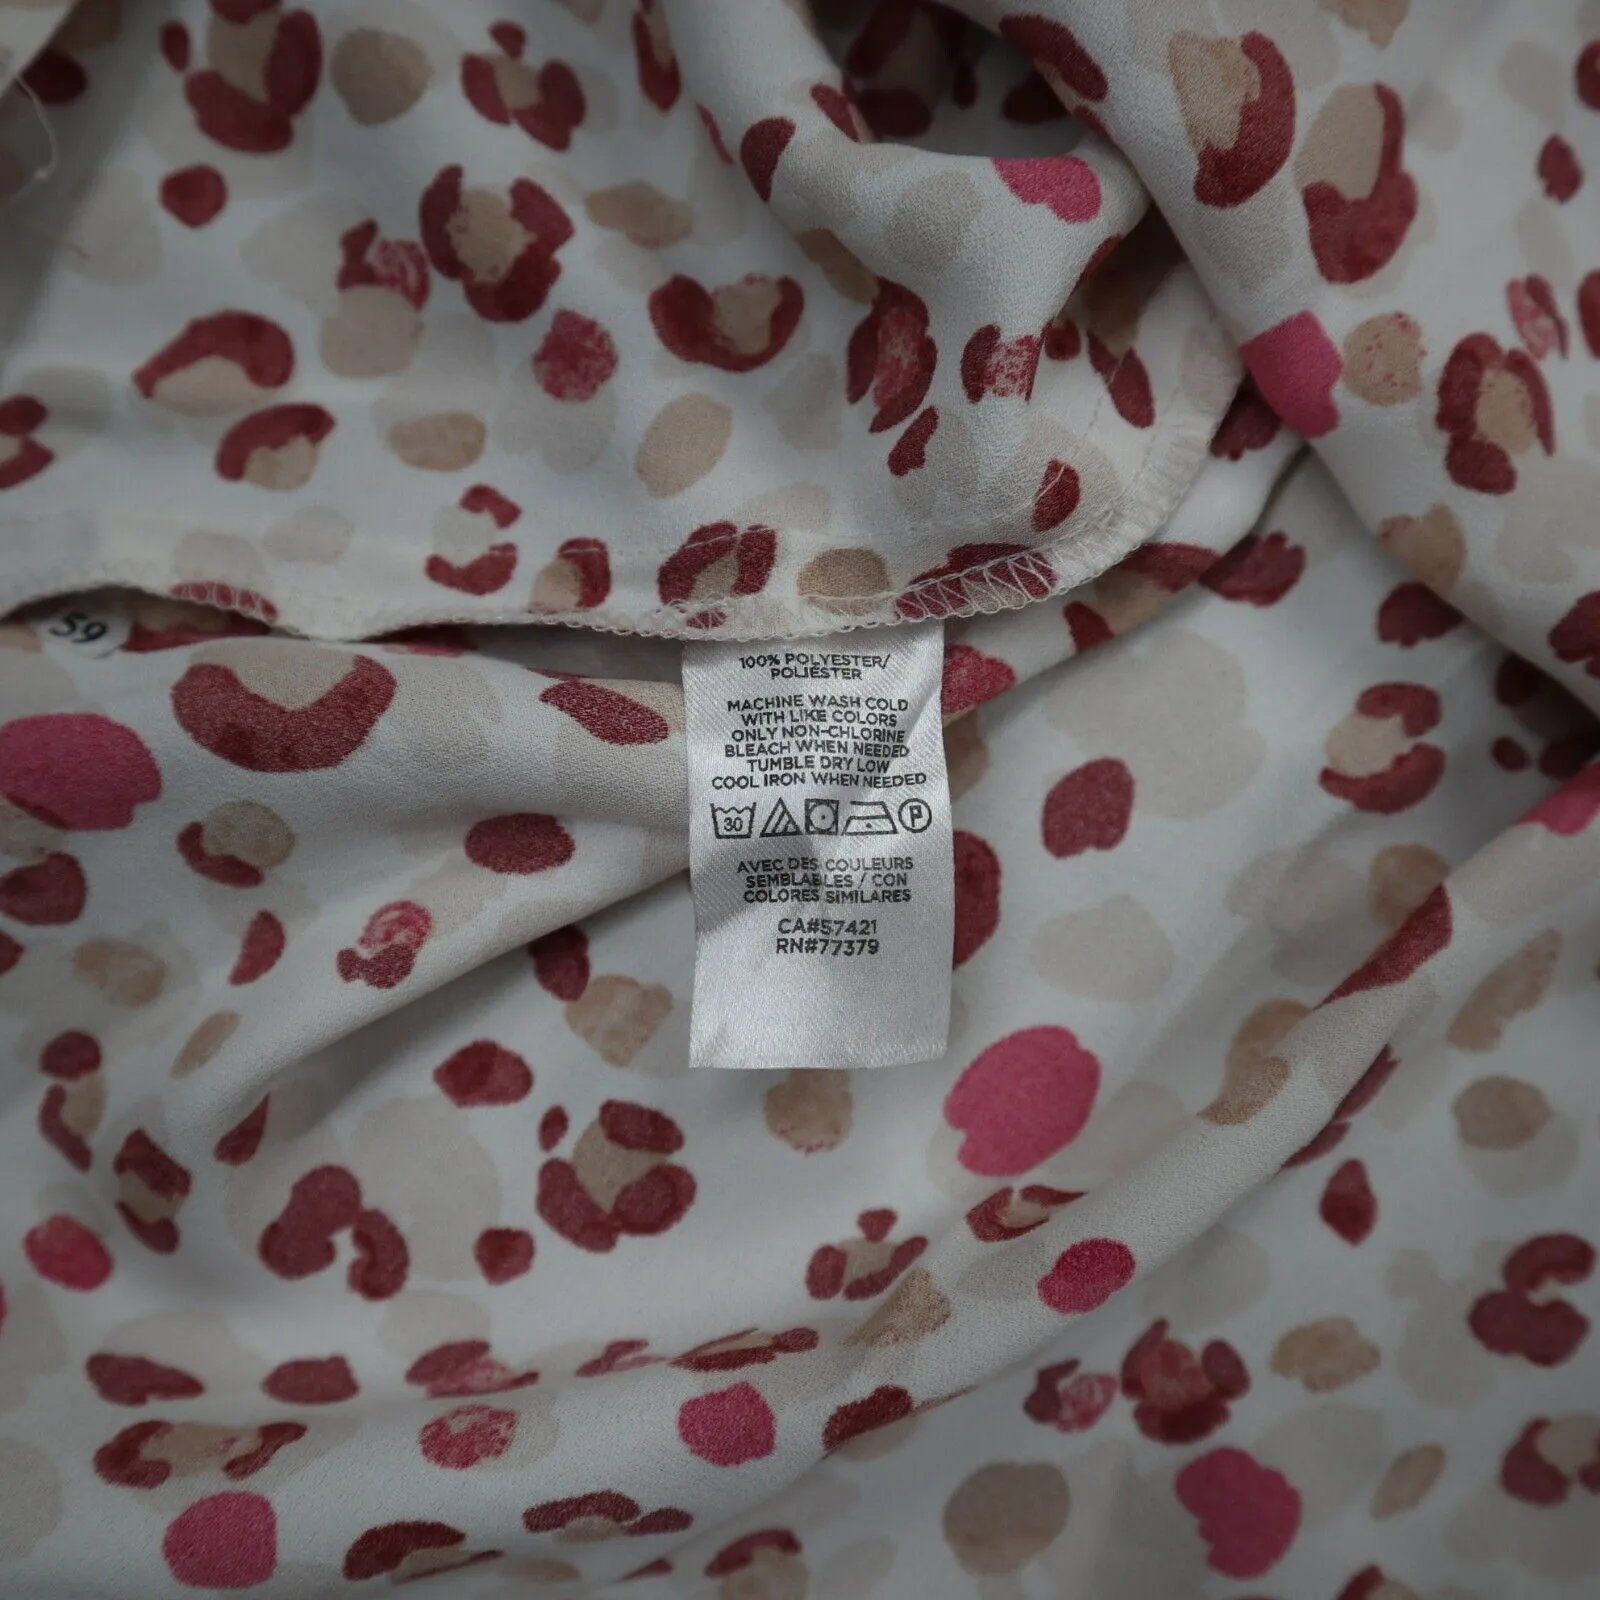 59
100% POLYESTER/
POLIÉSTER
MACHINE WASH COLD
WITH LIKE COLORS
ONLY NON-CHLORINE
BLEACH WHEN NEEDED
TUMBLE DRY LOW
COOL IRON WHEN NEEDED
30 P
AVEC DES COULEURS
SEMBLABLES / CON
COLORES SIMILARES
CA#57421
RN#77379